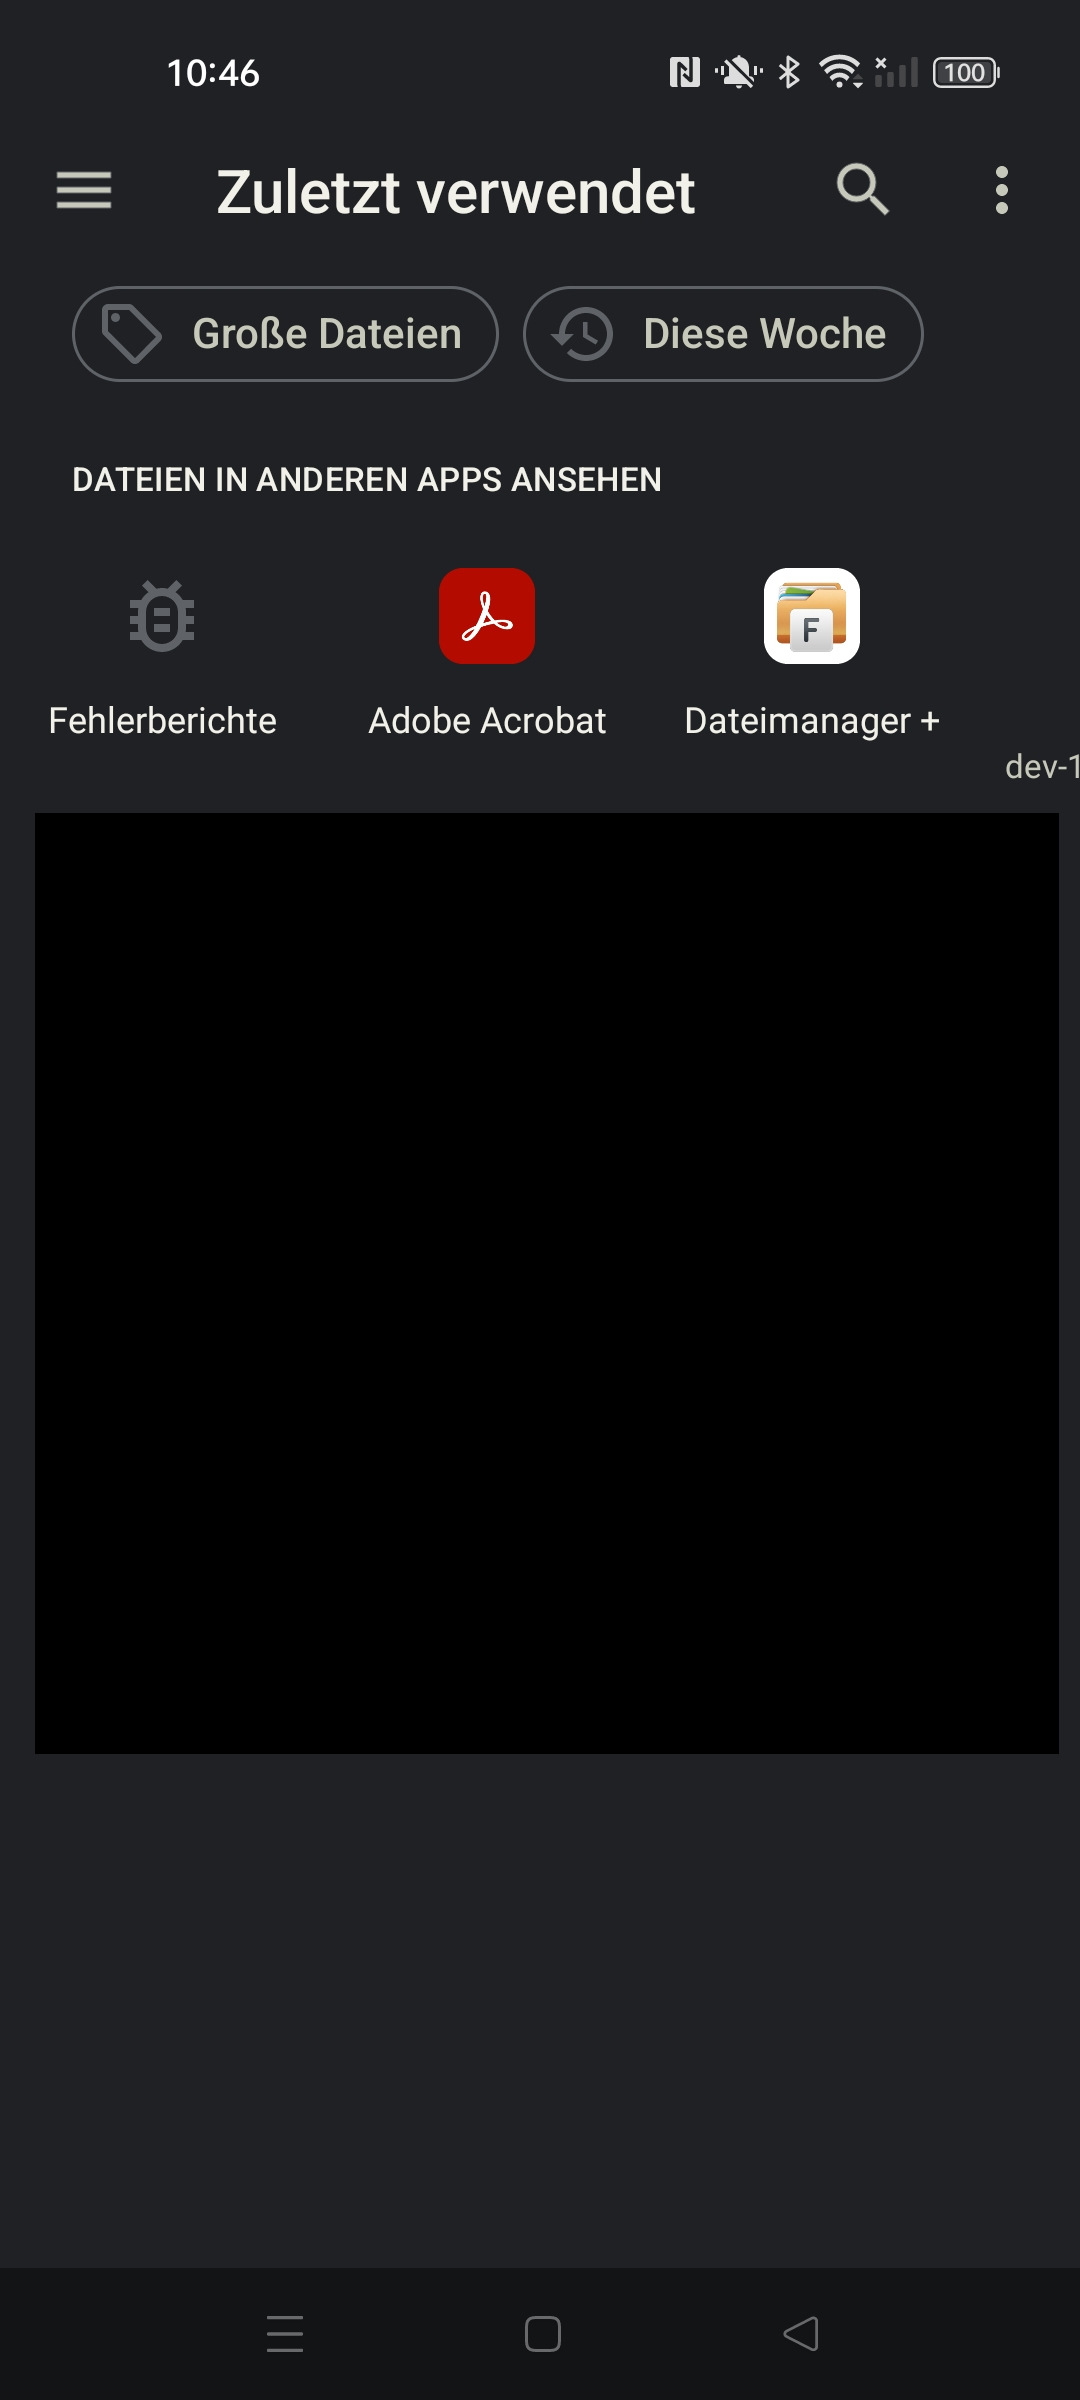 10:46
100
Zuletzt verwendet
Große Dateien
Diese Woche
DATEIEN IN ANDEREN APPS ANSEHEN
F
Fehlerberichte
Adobe Acrobat
Dateimanager +
dev-1